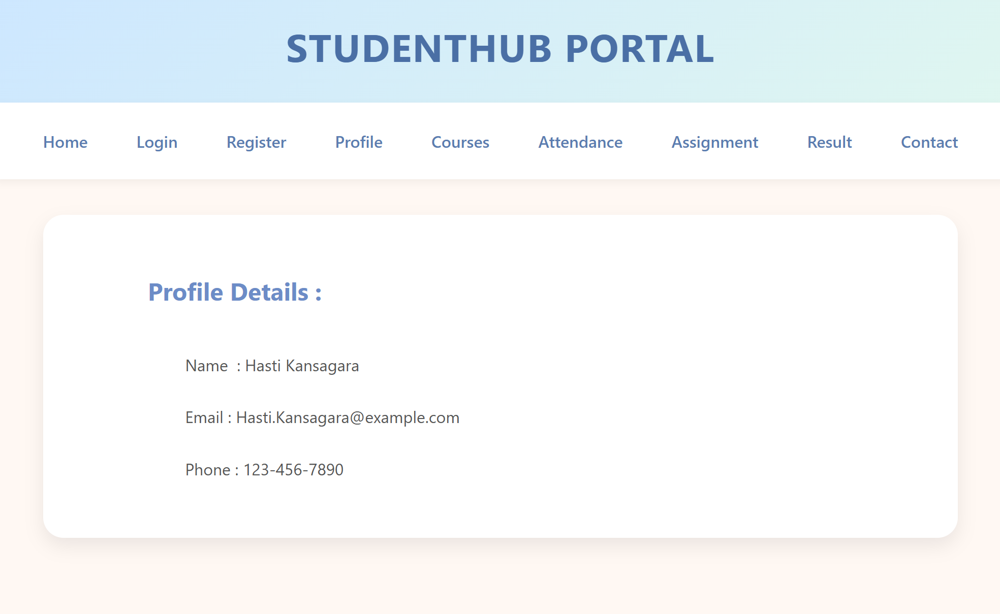 STUDENTHUB PORTAL
Home Login Register Profile Courses Attendance Assignment Result Contact
Profile Details :
Name  : Hasti Kansagara
Email : Hasti.Kansagara@example.com
Phone : 123-456-7890